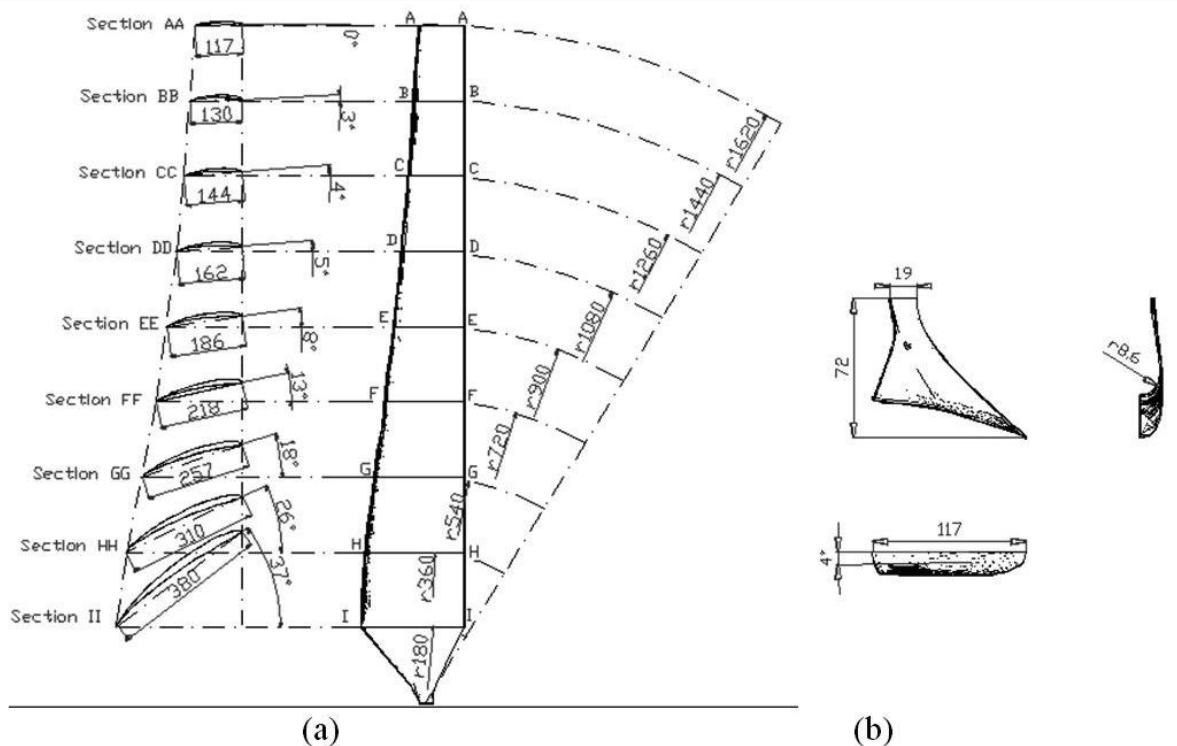 Section AA
117
0°
A A
Section BB
130
3°
B B
Section CC
144
4°
C C
Section DD
162
5°
D D
Section EE
186
8°
E E
Section FF
218
13°
F F
Section GG
257
18°
G G
Section HH
310
26°
H H
Section II
380
37°
I I
r1620
r1440
r1260
r1080
r900
r720
r540
r360
r180
19
72
r8,6
117
4°
(a) (b)